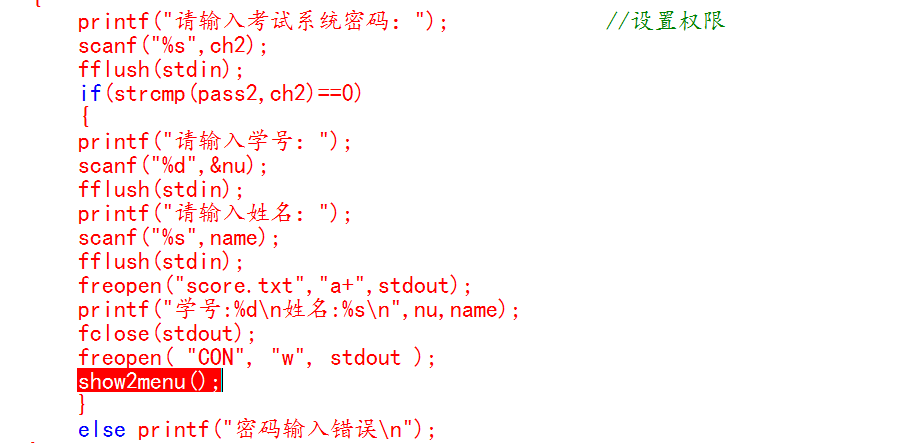 {
printf("请输入考试系统密码："); //设置权限
scanf("%s",ch2);
fflush(stdin);
if(strcmp(pass2,ch2)==0)
{
printf("请输入学号：");
scanf("%d",&nu);
fflush(stdin);
printf("请输入姓名：");
scanf("%s",name);
fflush(stdin);
freopen("score.txt","a+",stdout);
printf("学号:%d\n姓名:%s\n",nu,name);
fclose(stdout);
freopen( "CON", "w", stdout );
show2menu();
}
else printf("密码输入错误\n");